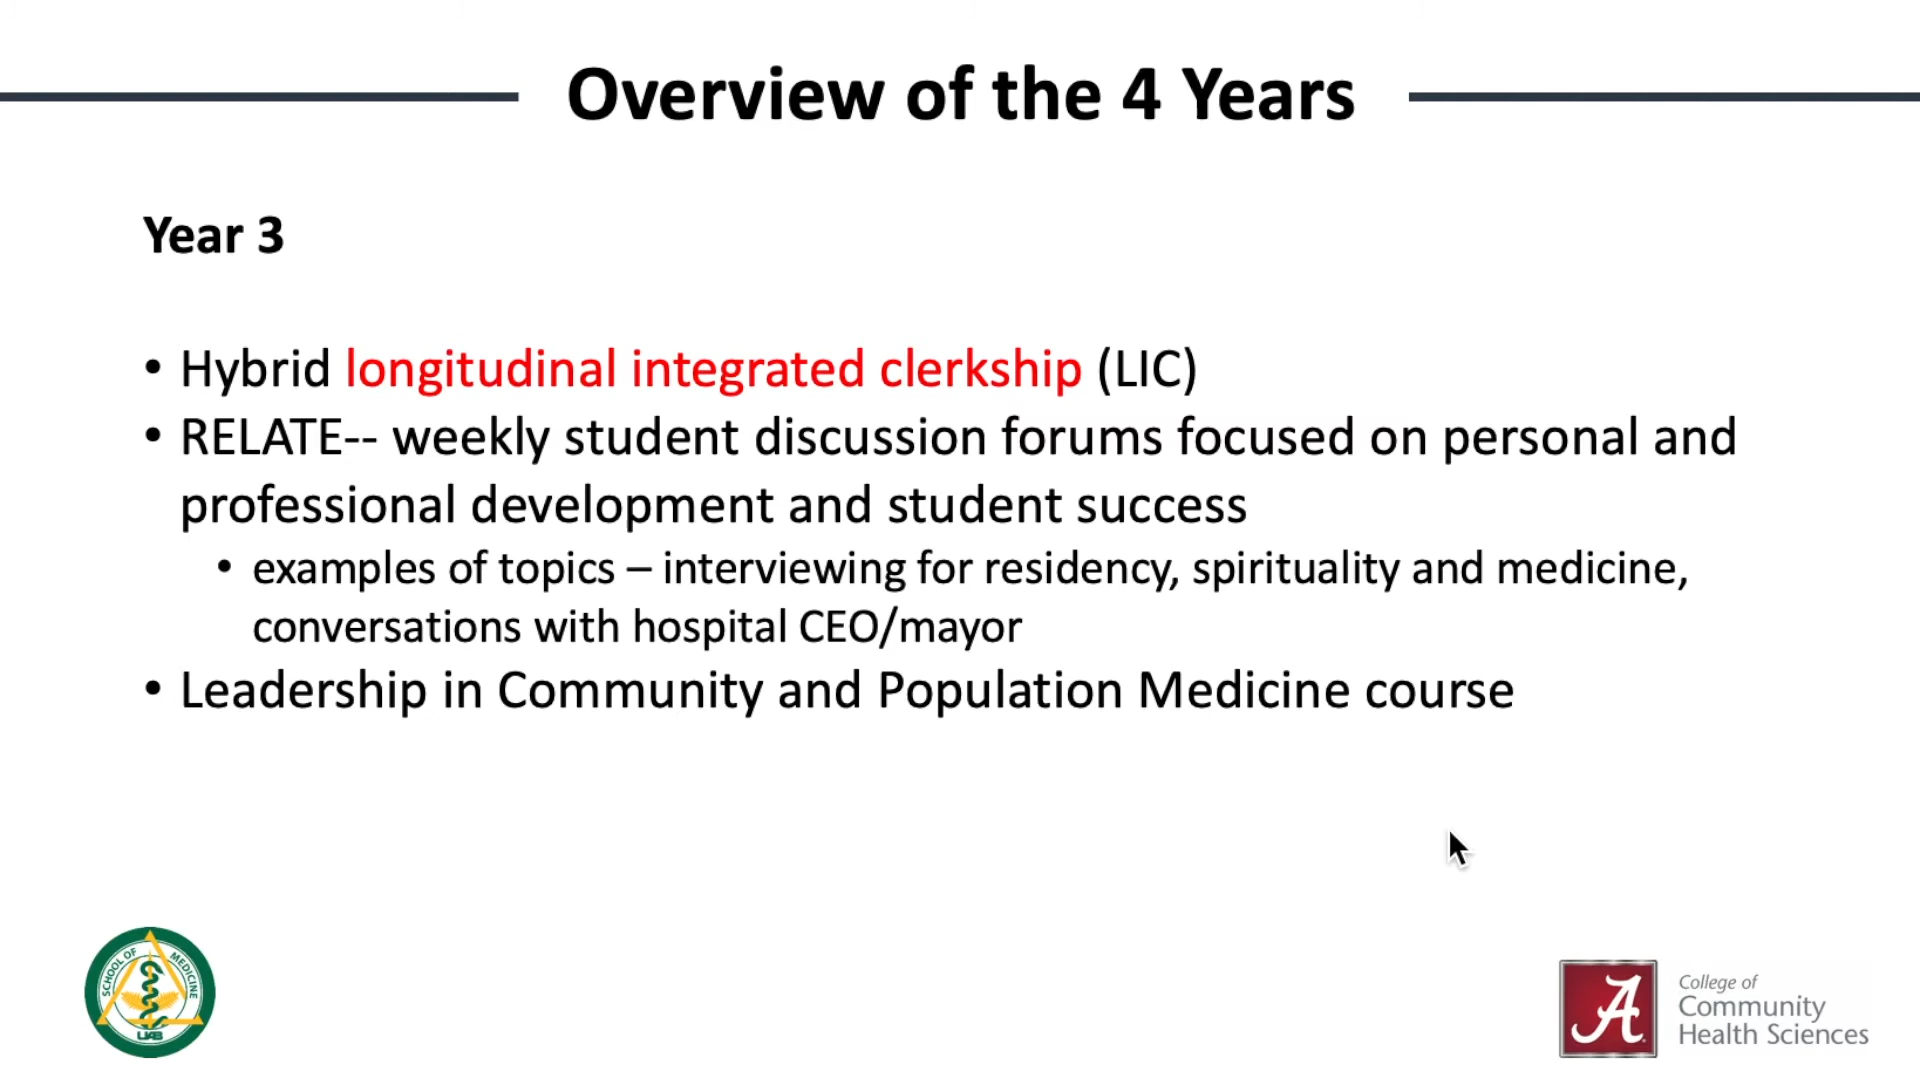 Overview of the 4 Years
Year 3
• Hybrid longitudinal integrated clerkship (LIC)
• RELATE-- weekly student discussion forums focused on personal and
professional development and student success
• examples of topics – interviewing for residency, spirituality and medicine,
conversations with hospital CEO/mayor
• Leadership in Community and Population Medicine course
SCHOOL OF MEDICINE
UAB
A
College of
Community
Health Sciences